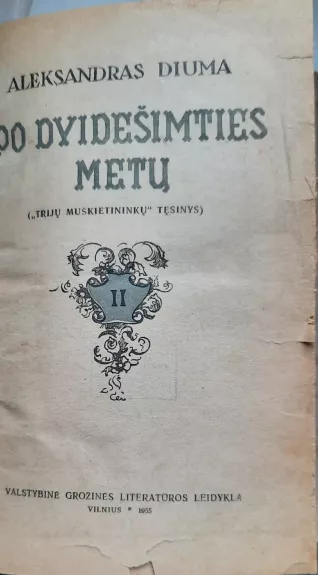 ALEKSANDRAS DIUMA
PO DVIDEŠIMTIES
METŲ
(„TRIJŲ MUSKIETININKŲ“ TĘSINYS)
II
VALSTYBINĖ GROŽINĖS LITERATŪROS LEIDYKLA
VILNIUS * 1955